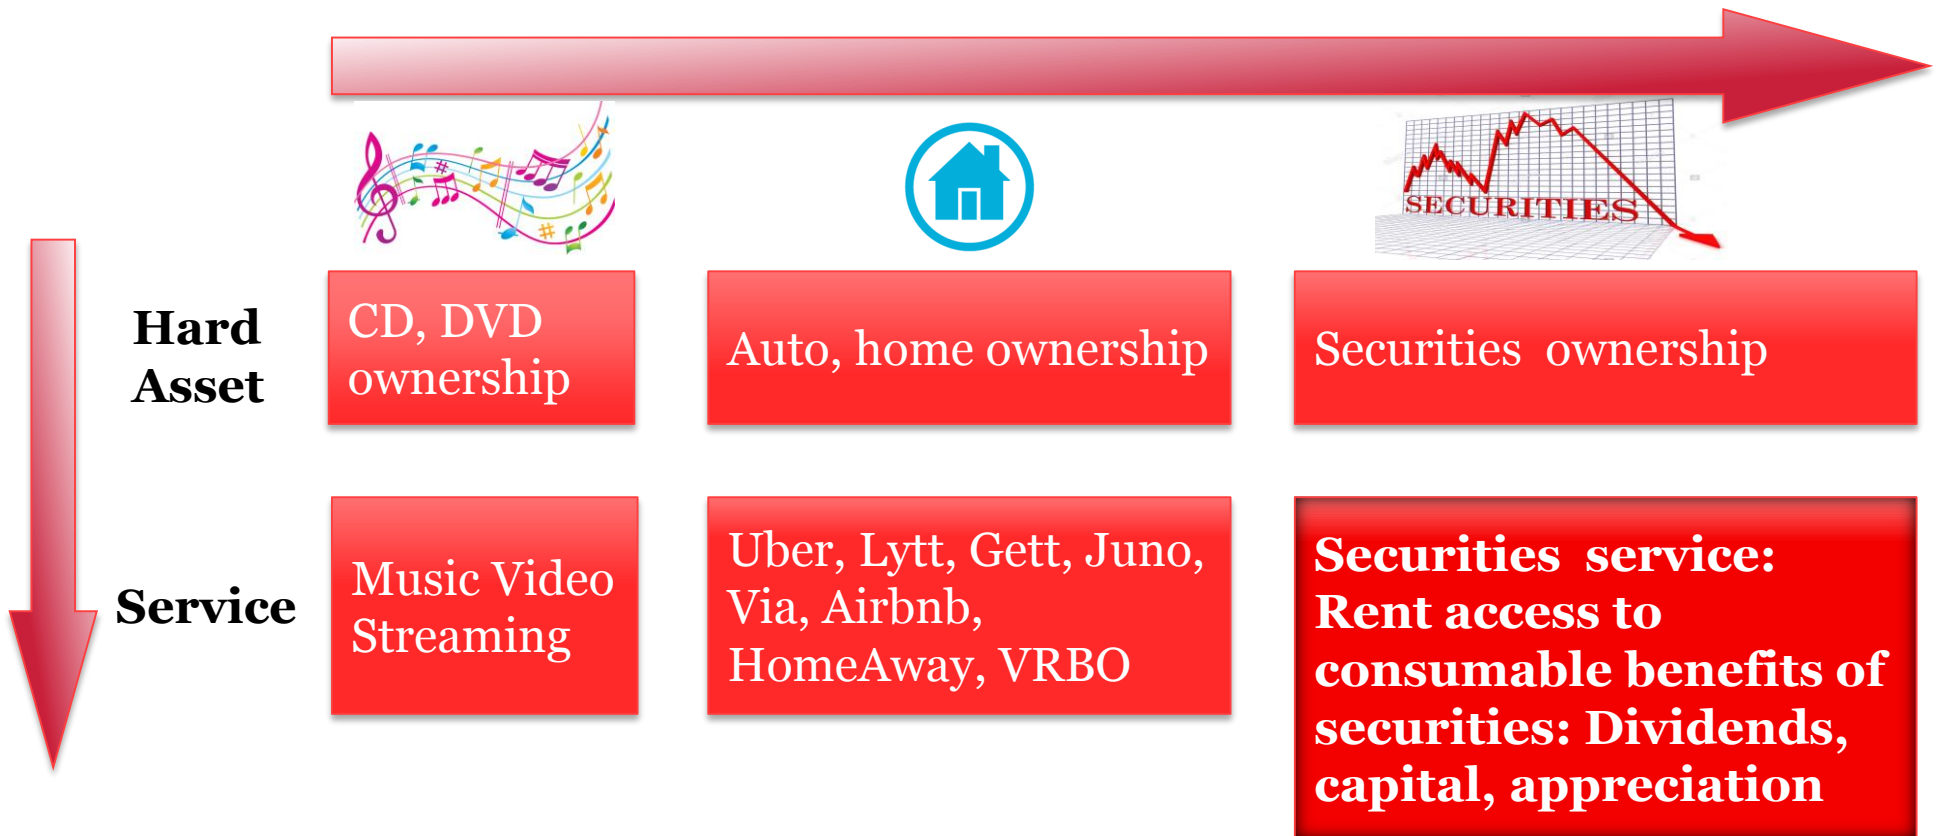 SECURITIES
Hard
Asset
CD, DVD
ownership
Auto, home ownership
Securities  ownership
Service
Music Video
Streaming
Uber, Lytt, Gett, Juno,
Via, Airbnb,
HomeAway, VRBO
Securities  service:
Rent access to
consumable benefits of
securities: Dividends,
capital, appreciation